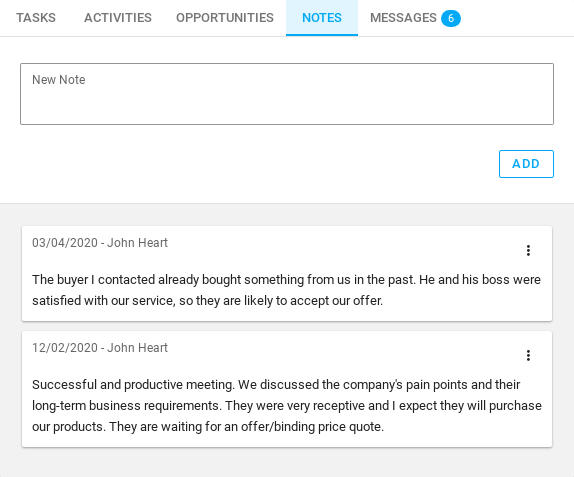 TASKS ACTIVITIES OPPORTUNITIES NOTES MESSAGES 6
New Note
ADD
03/04/2020 - John Heart
The buyer I contacted already bought something from us in the past. He and his boss were
satisfied with our service, so they are likely to accept our offer.
12/02/2020 - John Heart
Successful and productive meeting. We discussed the company's pain points and their
long-term business requirements. They were very receptive and I expect they will purchase
our products. They are waiting for an offer/binding price quote.